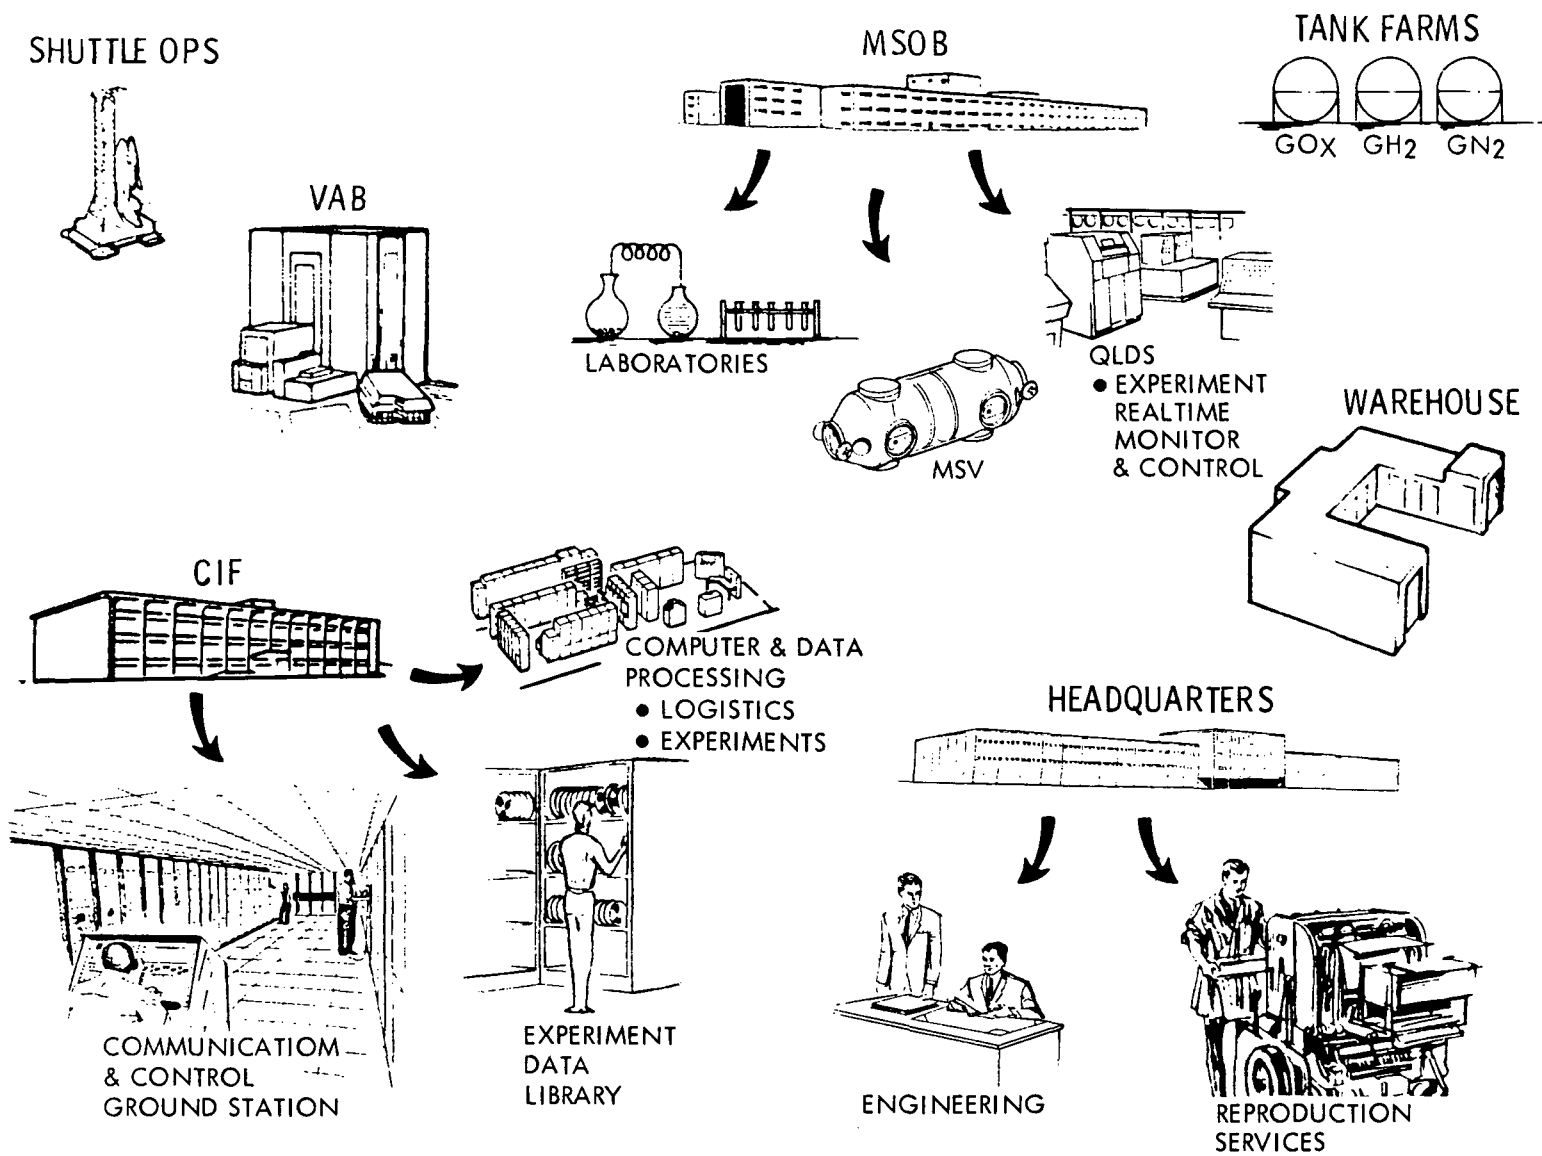 SHUTTLE OPS
MSOB
TANK FARMS
GOX
GH2
GN2
VAB
LABORATORIES
MSV
QLDS
● EXPERIMENT
REALTIME
MONITOR
& CONTROL
WAREHOUSE
CIF
COMPUTER & DATA
PROCESSING
● LOGISTICS
● EXPERIMENTS
HEADQUARTERS
COMMUNICATIOM
& CONTROL
GROUND STATION
EXPERIMENT
DATA
LIBRARY
ENGINEERING
REPRODUCTION
SERVICES